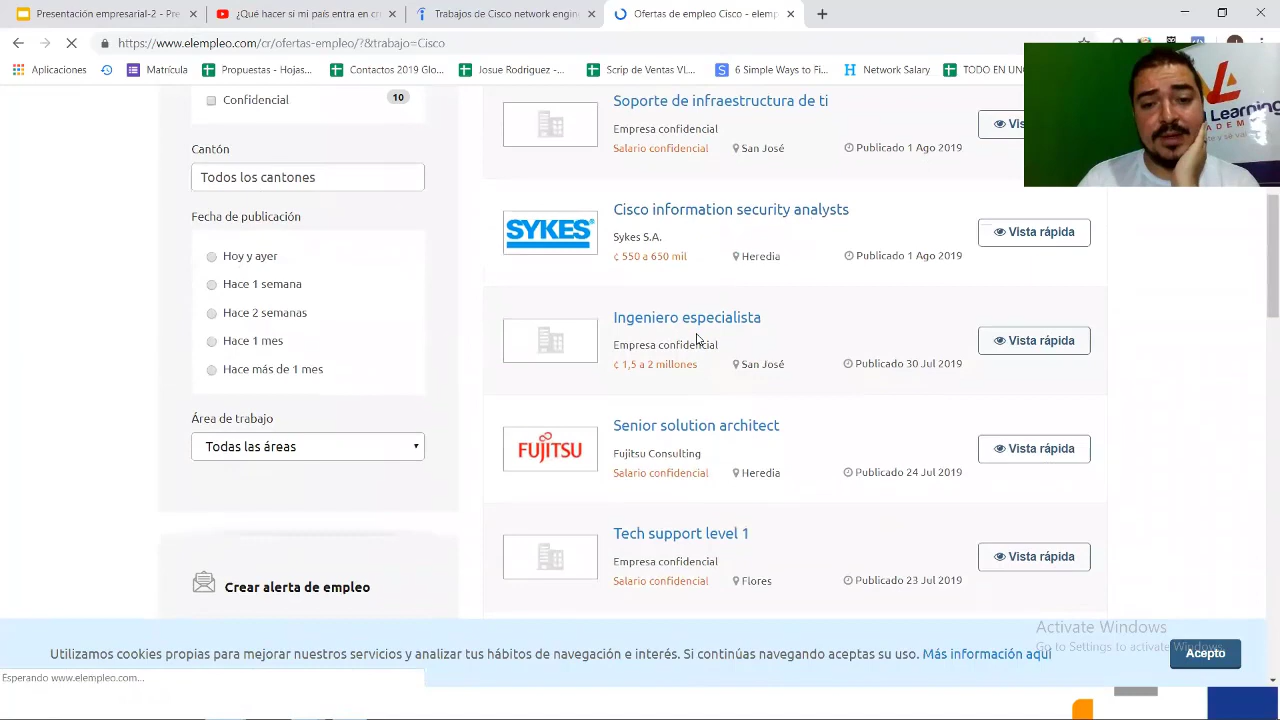 Presentación empresarial-2 - Pre
¿Qué hacer si mi país entra en cr
Trabajos de Cisco network engin
Ofertas de empleo Cisco - elemp
https://www.elempleo.com/cr/ofertas-empleo/?&trabajo=Cisco
Aplicaciones
Matrícula
Propuestas - Hojas...
Contactos 2019 Glo...
Josue Rodriguez -...
Scrip de Ventas VL...
6 Simple Ways to Fi...
Network Salary
TODO EN UNO
Learning
Confidencial
10
Cantón
Todos los cantones
Fecha de publicación
Hoy y ayer
Hace 1 semana
Hace 2 semanas
Hace 1 mes
Hace más de 1 mes
Área de trabajo
Todas las áreas
Crear alerta de empleo
Soporte de infraestructura de ti
Empresa confidencial
Salario confidencial
San José
Publicado 1 Ago 2019
SYKES
Cisco information security analysts
Sykes S.A.
¢ 550 a 650 mil
Heredia
Publicado 1 Ago 2019
Vista rápida
Ingeniero especialista
Empresa confidencial
¢ 1,5 a 2 millones
San José
Publicado 30 Jul 2019
Vista rápida
FUJITSU
Senior solution architect
Fujitsu Consulting
Salario confidencial
Heredia
Publicado 24 Jul 2019
Vista rápida
Tech support level 1
Empresa confidencial
Salario confidencial
Flores
Publicado 23 Jul 2019
Vista rápida
Activate Windows
Go to Settings to activate Windows.
Utilizamos cookies propias para mejorar nuestros servicios y analizar tus hábitos de navegación e interés. Si continúas navegando aceptas su uso. Más información aquí
Acepto
Esperando www.elempleo.com...